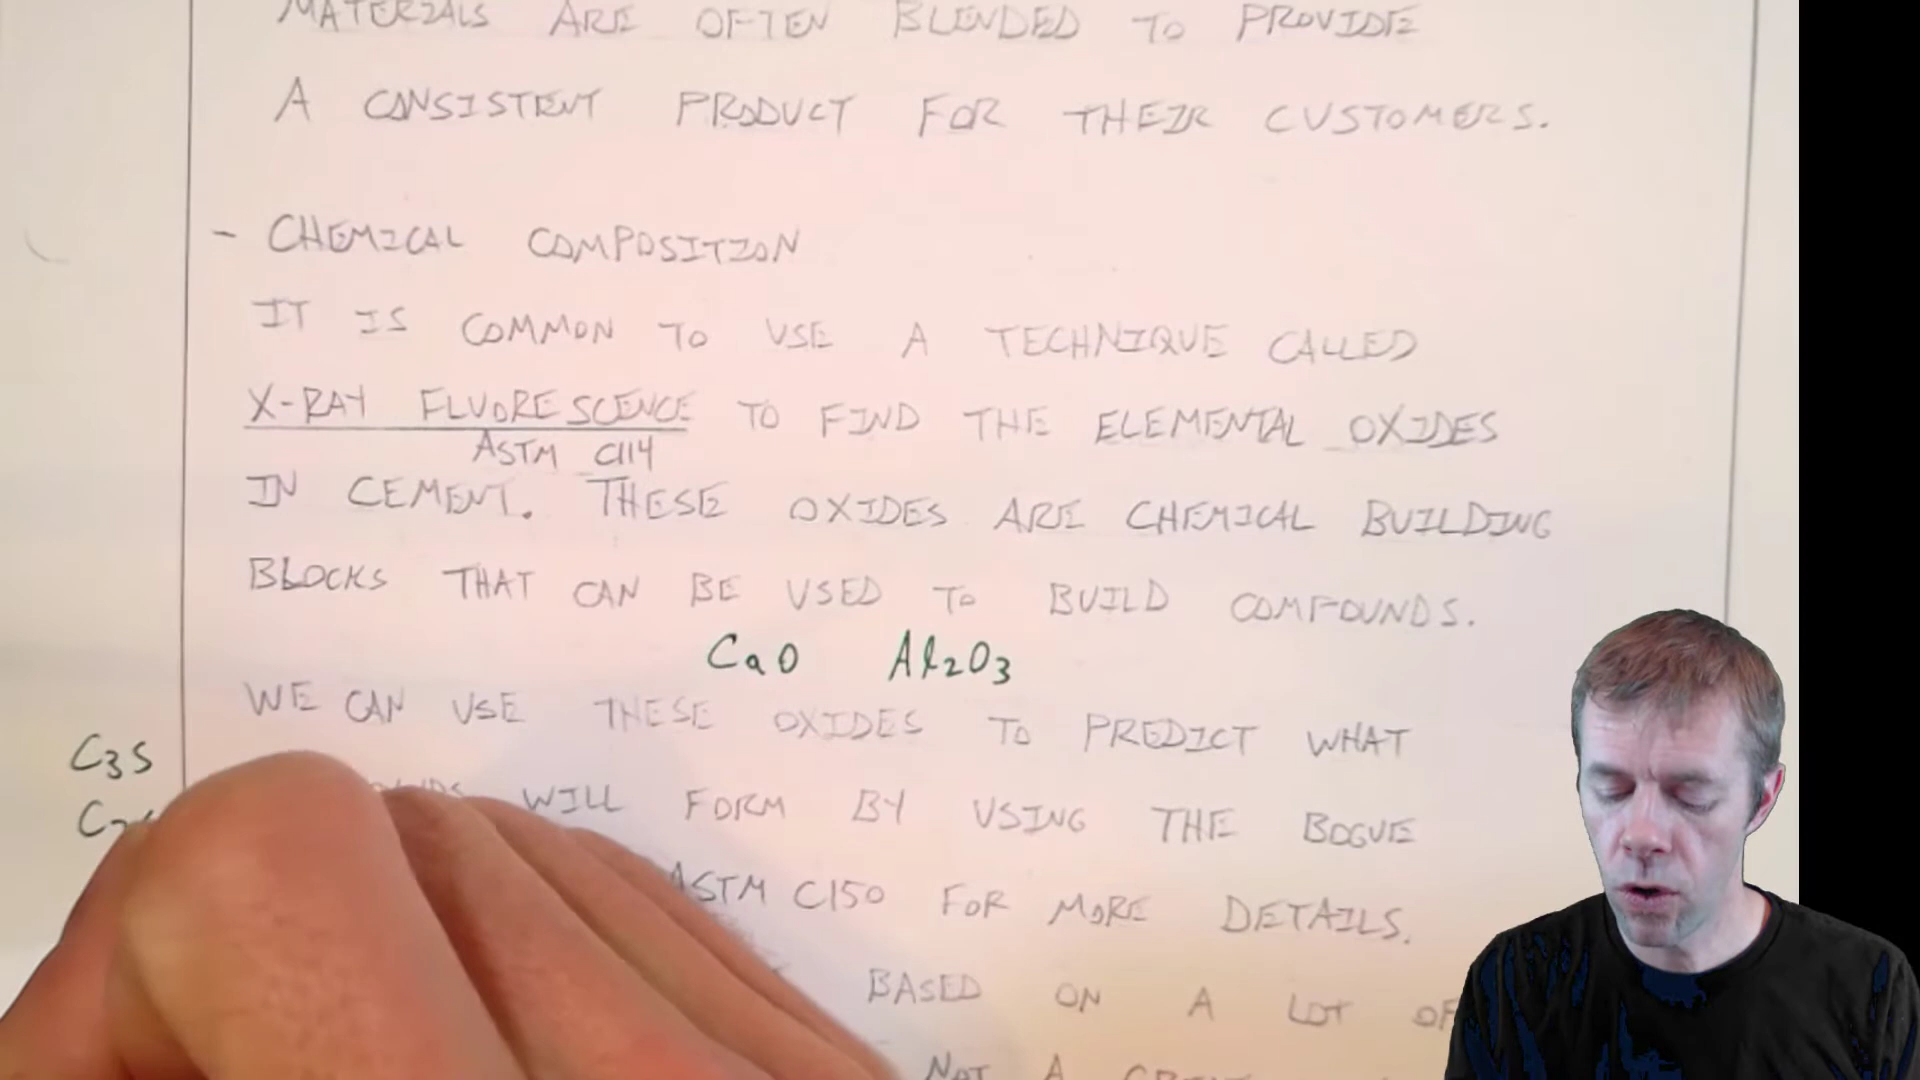 MATERIALS ARE OFTEN BLENDED TO PROVIDE
A CONSISTENT PRODUCT FOR THEIR CUSTOMERS.
- CHEMICAL COMPOSITION
IT IS COMMON TO USE A TECHNIQUE CALLED
X-RAY FLUORESCENCE TO FIND THE ELEMENTAL OXIDES
ASTM C114
IN CEMENT. THESE OXIDES ARE CHEMICAL BUILDING
BLOCKS THAT CAN BE USED TO BUILD COMPOUNDS.
CaO Al2O3
WE CAN USE THESE OXIDES TO PREDICT WHAT
C3S
WILL FORM BY USING THE BOGUE
ASTM C150 FOR MORE DETAILS.
BASED ON A LOT OF
NOT A